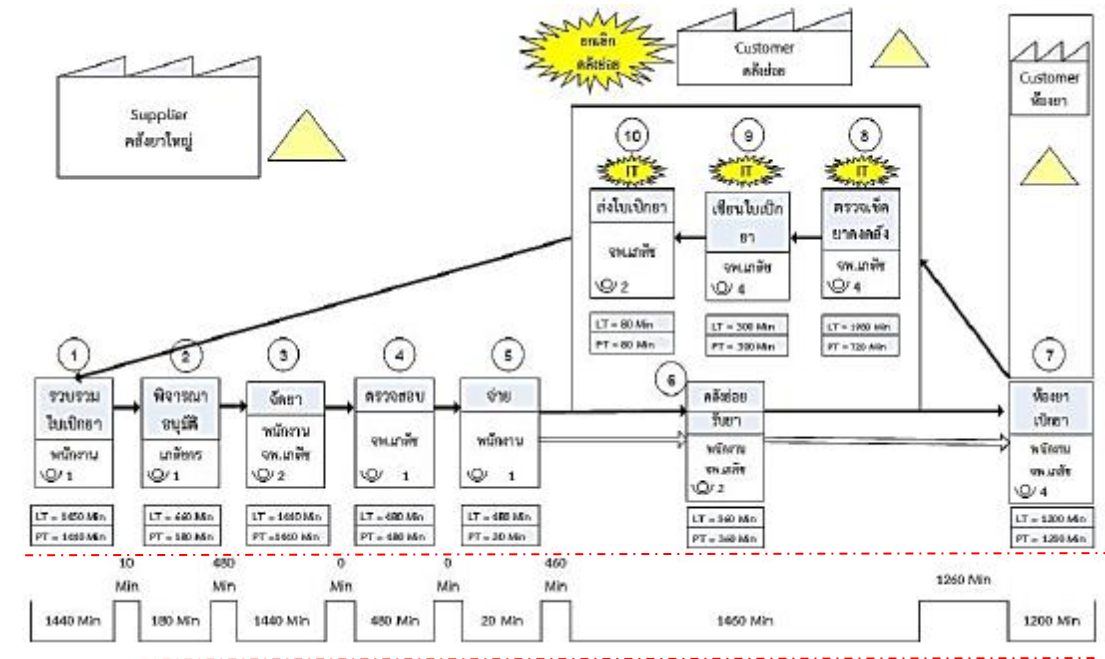 ยกเลิก
คลังย่อย
Customer
คลังย่อย
Customer
ห้องยา
Supplier
คลังยาใหญ่
10
9
8
IT
IT
IT
ส่งใบเบิกยา
จพ.เภสัช
2
เขียนใบเบิก
ยา
จพ.เภสัช
4
ตรวจเช็ค
ยาคงคลัง
จพ.เภสัช
4
LT = 80 Min
PT = 80 Min
LT = 300 Min
PT = 300 Min
LT = Min
PT = 720 Min
1
2
3
4
5
6
7
รวบรวม
ใบเบิกยา
พนักงาน
1
พิจารณา
อนุมัติ
เภสัชกร
1
จัดยา
พนักงาน
จพ.เภสัช
2
ตรวจสอบ
จพ.เภสัช
1
จ่าย
พนักงาน
1
คลังย่อย
รับยา
พนักงาน
จพ.เภสัช
2
ห้องยา
เบิกยา
พนักงาน
จพ.เภสัช
4
LT = 1450 Min
PT = 1440 Min
LT = 660 Min
PT = 180 Min
LT = 1440 Min
PT =1440 Min
LT = 480 Min
PT = 480 Min
LT = 480 Min
PT = 20 Min
LT = 360 Min
PT = 360 Min
LT = 1200 Min
PT = 1200 Min
10
Min
480
Min
0
Min
0
Min
460
Min
1260 Min
1440 Min
180 Min
1440 Min
480 Min
20 Min
1460 Min
1200 Min